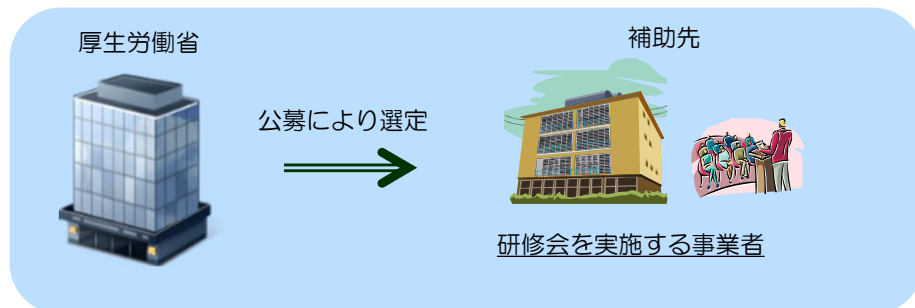 厚生労働省
補助先
公募により選定
研修会を実施する事業者